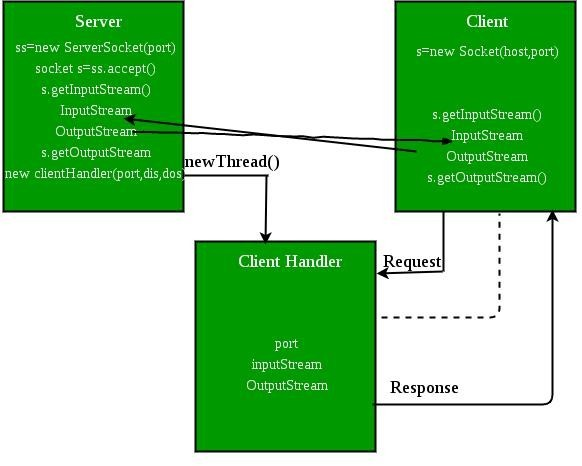 Server
ss=new ServerSocket(port)
socket s=ss.accept()
s.getInputStream()
InputStream
OutputStream
s.getOutputStream
new clientHandler(port,dis,dos)
Client
s=new Socket(host,port)
s.getInputStream()
InputStream
OutputStream
s.getOutputStream()
newThread()
Request
Client Handler
port
inputStream
OutputStream
Response